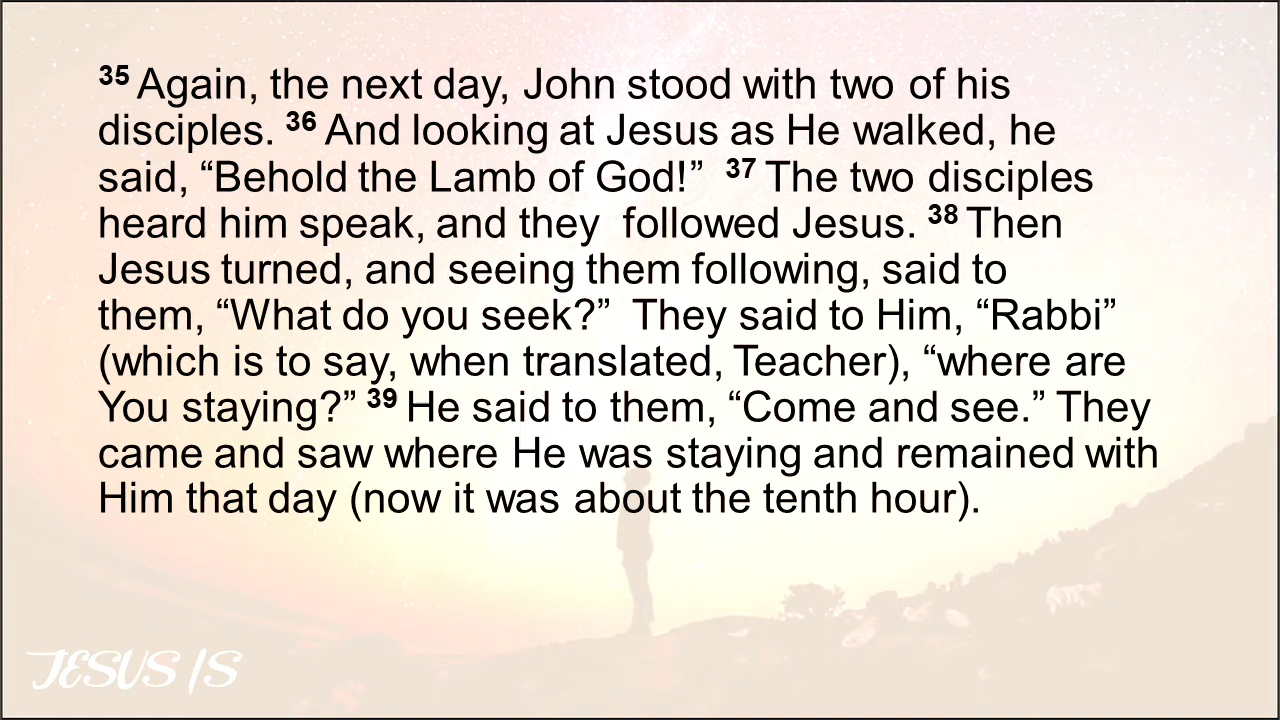 35 Again, the next day, John stood with two of his
disciples. 36 And looking at Jesus as He walked, he
said, “Behold the Lamb of God!”  37 The two disciples
heard him speak, and they  followed Jesus. 38 Then
Jesus turned, and seeing them following, said to
them, “What do you seek?”  They said to Him, “Rabbi”
(which is to say, when translated, Teacher), “where are
You staying?” 39 He said to them, “Come and see.” They
came and saw where He was staying and remained with
Him that day (now it was about the tenth hour).
JESUS IS